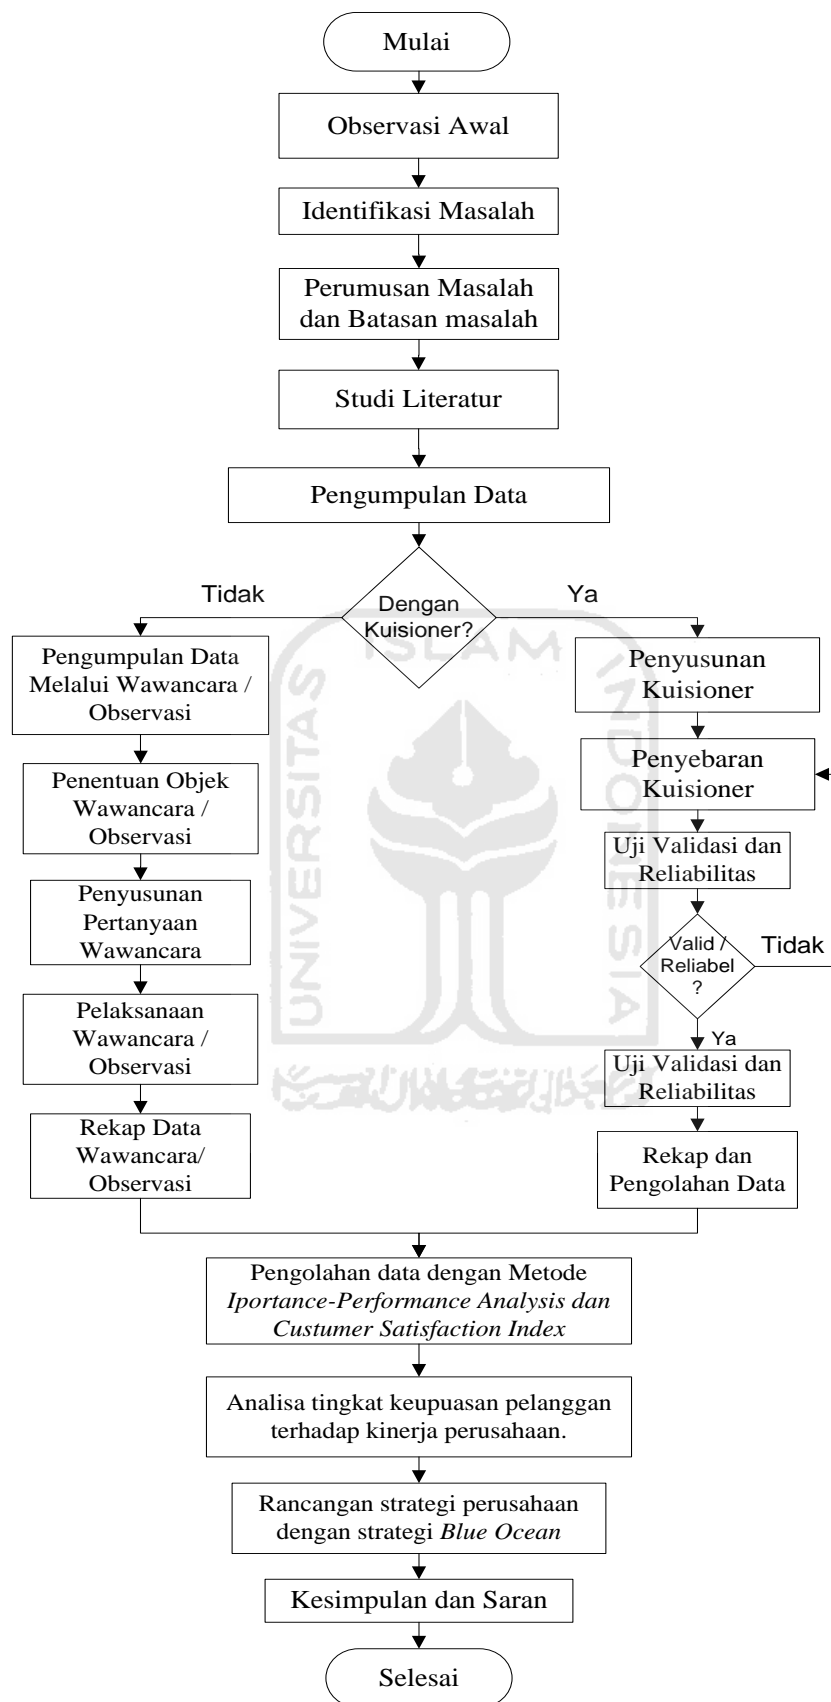 Mulai
Observasi Awal
Identifikasi Masalah
Perumusan Masalah
dan Batasan masalah
Studi Literatur
Pengumpulan Data
Dengan
Kuisioner?
Tidak
Ya
Pengumpulan Data
Melalui Wawancara /
Observasi
Penentuan Objek
Wawancara /
Observasi
Penyusunan
Pertanyaan
Wawancara
Pelaksanaan
Wawancara /
Observasi
Rekap Data
Wawancara/
Observasi
Penyusunan
Kuisioner
Penyebaran
Kuisioner
Uji Validasi dan
Reliabilitas
Valid /
Reliabel
?
Tidak
Ya
Uji Validasi dan
Reliabilitas
Rekap dan
Pengolahan Data
Pengolahan data dengan Metode
Iportance-Performance Analysis dan
Custumer Satisfaction Index
Analisa tingkat keupuasan pelanggan
terhadap kinerja perusahaan.
Rancangan strategi perusahaan
dengan strategi Blue Ocean
Kesimpulan dan Saran
Selesai
UNIVERSITAS
ISLAM
INDONESIA